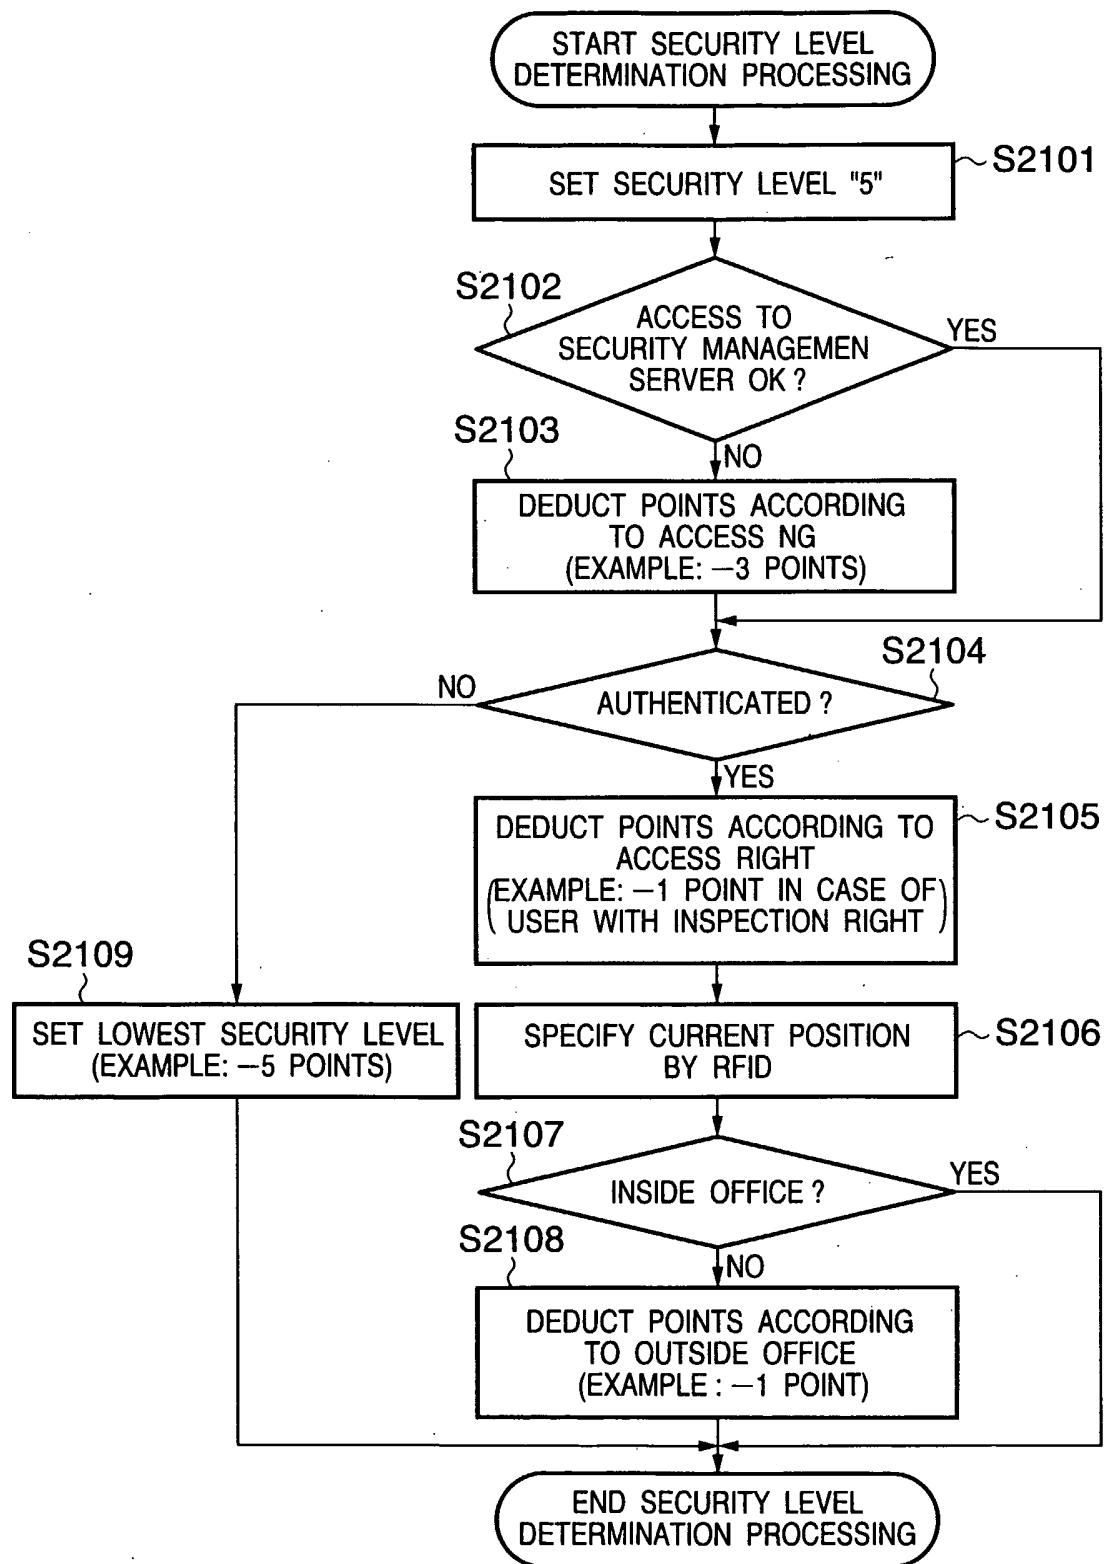 START SECURITY LEVEL
DETERMINATION PROCESSING
S2101
SET SECURITY LEVEL "5"
S2102
ACCESS TO
SECURITY MANAGEMEN
SERVER OK?
YES
S2103
NO
DEDUCT POINTS ACCORDING
TO ACCESS NG
(EXAMPLE: —3 POINTS)
S2104
NO
AUTHENTICATED?
YES
S2105
DEDUCT POINTS ACCORDING TO
ACCESS RIGHT
(EXAMPLE: —1 POINT IN CASE OF
USER WITH INSPECTION RIGHT)
S2109
SET LOWEST SECURITY LEVEL
(EXAMPLE: —5 POINTS)
S2106
SPECIFY CURRENT POSITION
BY RFID
S2107
INSIDE OFFICE?
YES
S2108
NO
DEDUCT POINTS ACCORDING
TO OUTSIDE OFFICE
(EXAMPLE: —1 POINT)
END SECURITY LEVEL
DETERMINATION PROCESSING